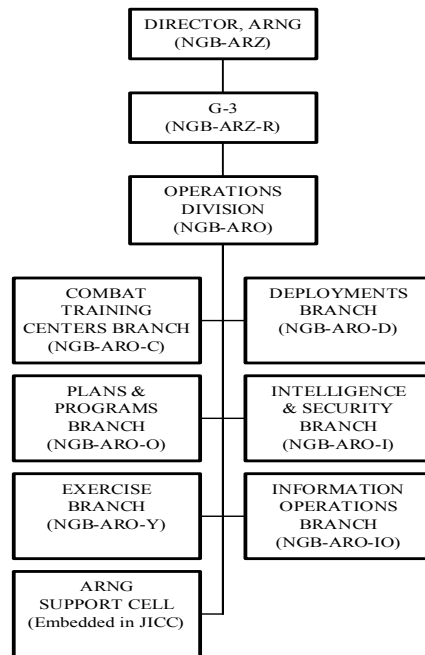 DIRECTOR, ARNG
(NGB-ARZ)
G-3
(NGB-ARZ-R)
OPERATIONS
DIVISION
(NGB-ARO)
COMBAT
TRAINING
CENTERS BRANCH
(NGB-ARO-C)
DEPLOYMENTS
BRANCH
(NGB-ARO-D)
PLANS &
PROGRAMS
BRANCH
(NGB-ARO-O)
INTELLIGENCE
& SECURITY
BRANCH
(NGB-ARO-I)
EXERCISE
BRANCH
(NGB-ARO-Y)
INFORMATION
OPERATIONS
BRANCH
(NGB-ARO-IO)
ARNG
SUPPORT CELL
(Embedded in JICC)